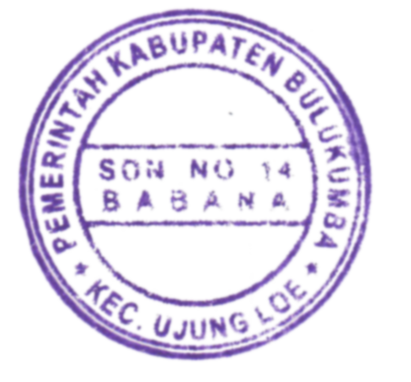 PEMERINTAH KABUPATEN BULUKUMBA
SDN NO 14
BABANA
* KEC. UJUNG LOE *